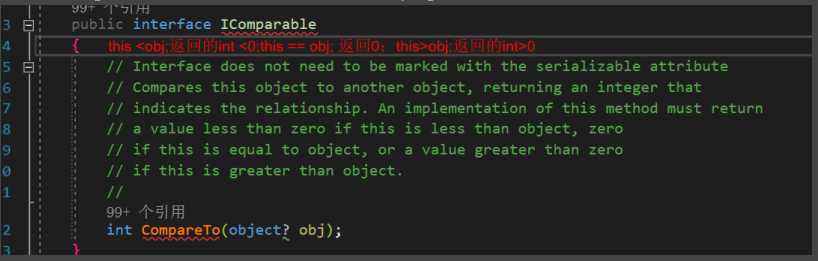 99+ 个引用
3 public interface IComparable
4 { this <obj;返回的int <0;this == obj; 返回0；this>obj;返回的int>0
5 // Interface does not need to be marked with the serializable attribute
6 // Compares this object to another object, returning an integer that
7 // indicates the relationship. An implementation of this method must return
8 // a value less than zero if this is less than object, zero
9 // if this is equal to object, or a value greater than zero
0 // if this is greater than object.
1 //
99+ 个引用
2 int CompareTo(object? obj);
3 }